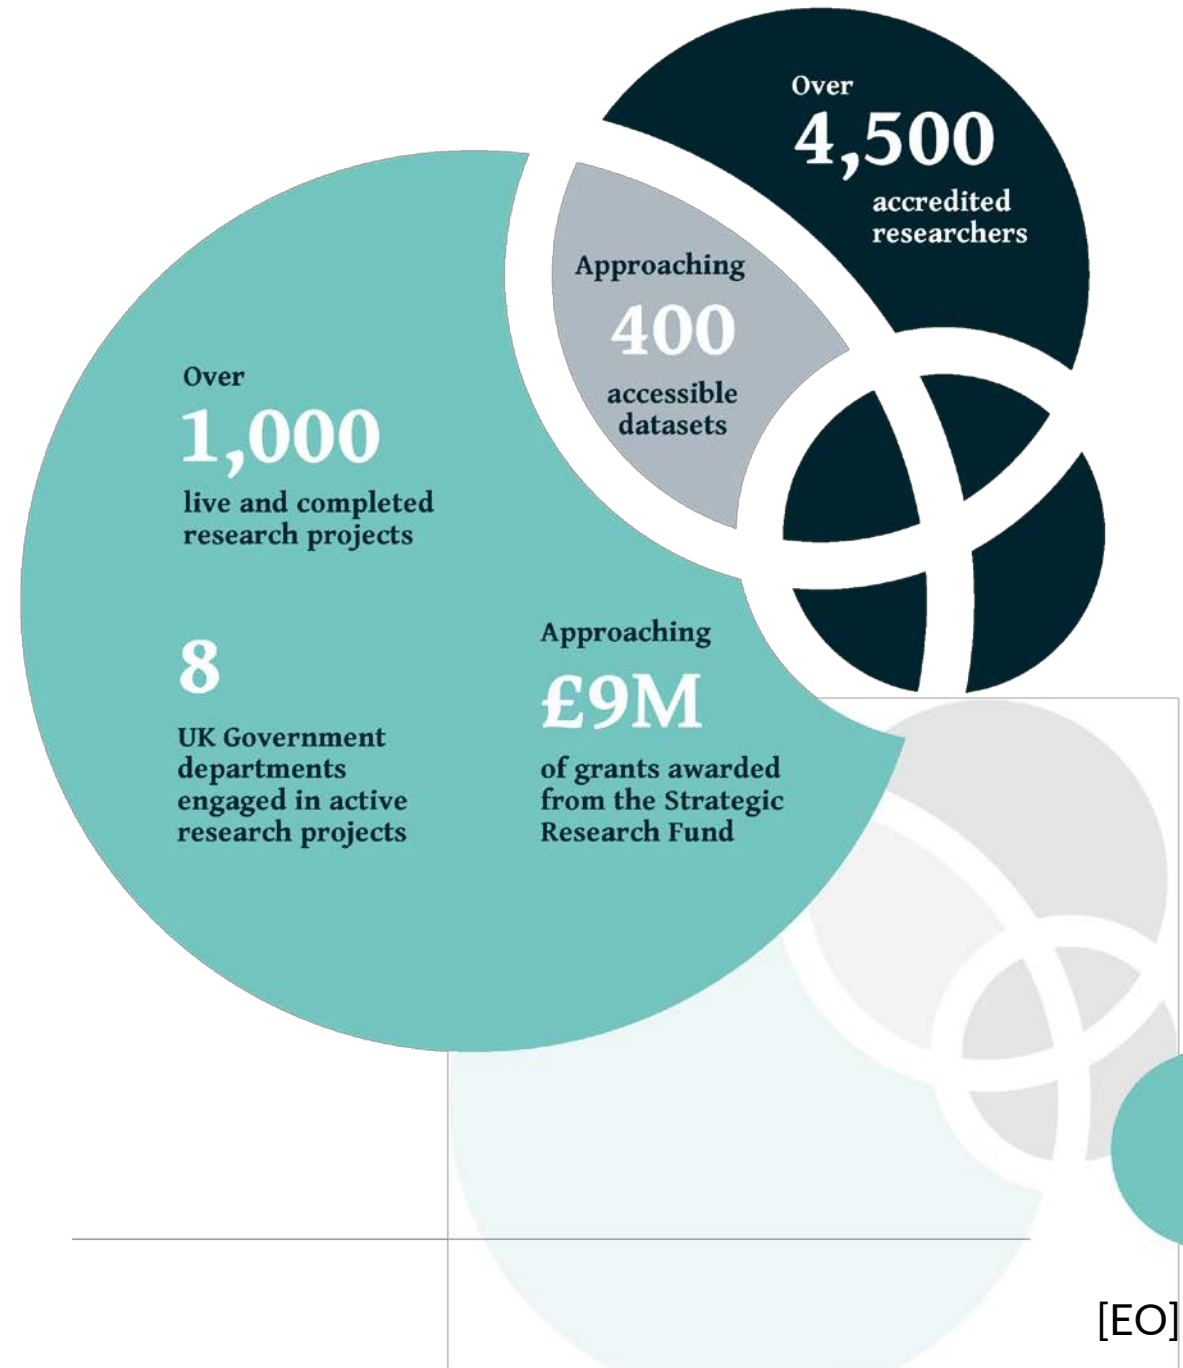 Over
4,500
accredited
researchers
Approaching
400
accessible
datasets
Over
1,000
live and completed
research projects
8
UK Government
departments
engaged in active
research projects
Approaching
£9M
of grants awarded
from the Strategic
Research Fund
[EO]